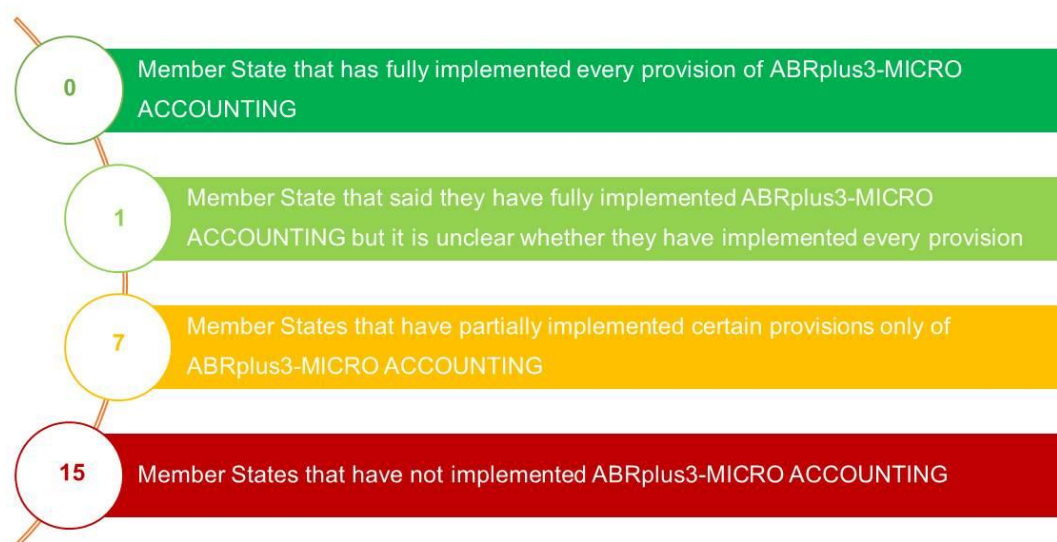 0
Member State that has fully implemented every provision of ABRplus3-MICRO
ACCOUNTING
1
Member State that said they have fully implemented ABRplus3-MICRO
ACCOUNTING but it is unclear whether they have implemented every provision
7
Member States that have partially implemented certain provisions only of
ABRplus3-MICRO ACCOUNTING
15
Member States that have not implemented ABRplus3-MICRO ACCOUNTING